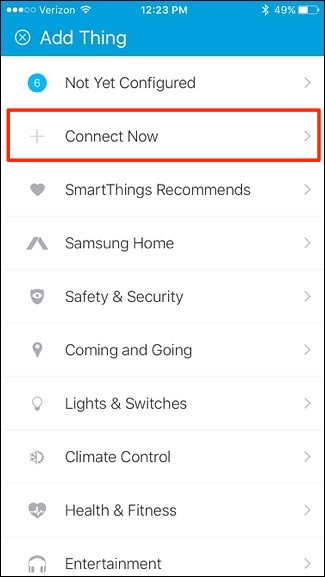 Verizon 12:23 PM 49%
Add Thing
6 Not Yet Configured
Connect Now
SmartThings Recommends
Samsung Home
Safety & Security
Coming and Going
Lights & Switches
Climate Control
Health & Fitness
Entertainment